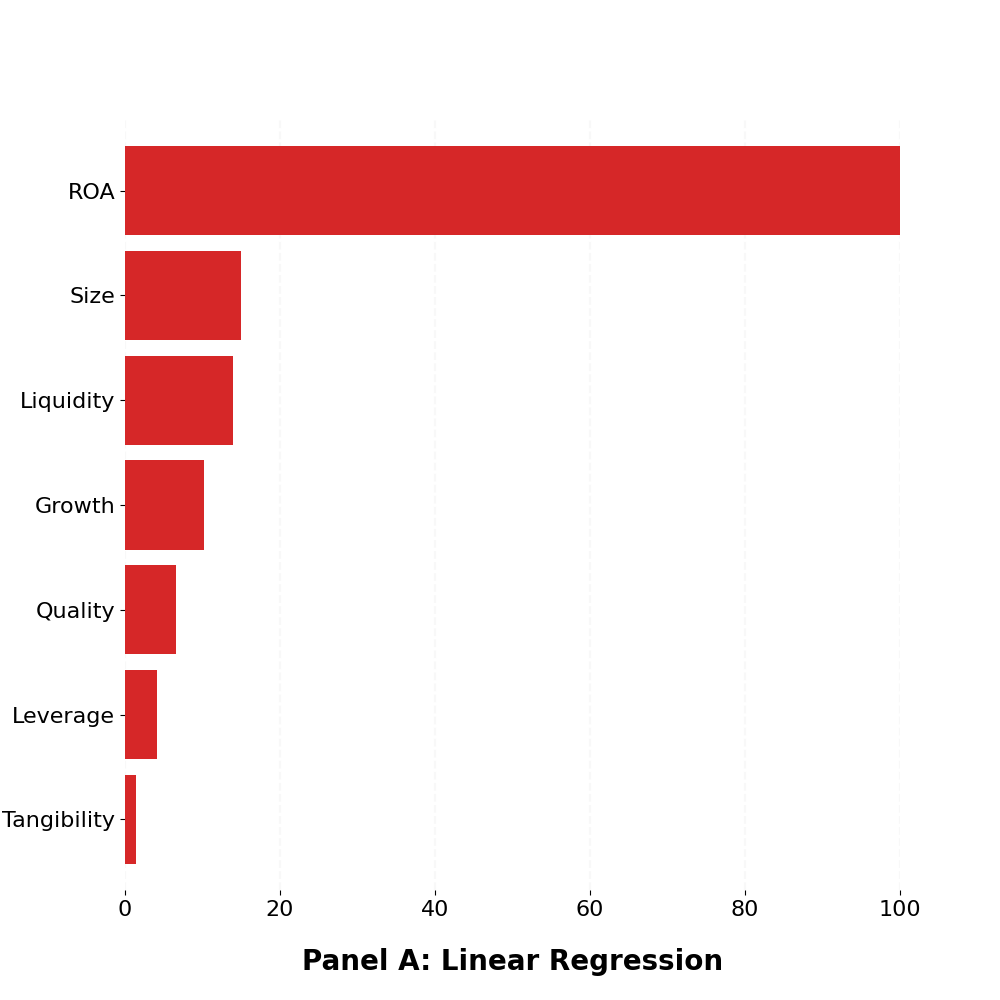 ROA
Size
Liquidity
Growth
Quality
Leverage
Tangibility
0 20 40 60 80 100
Panel A: Linear Regression